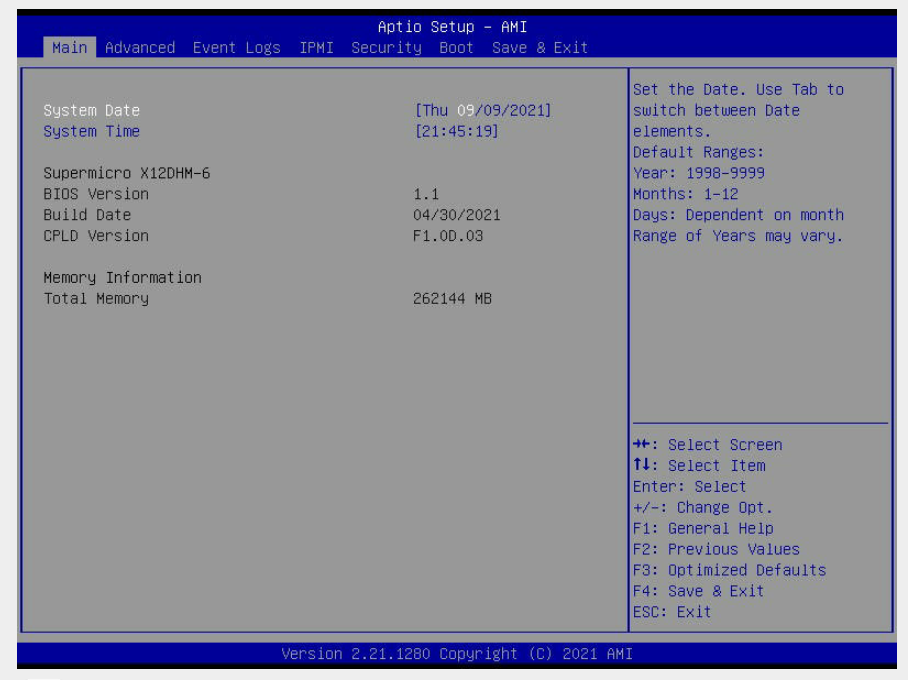 Aptio Setup – AMI
Main Advanced Event Logs IPMI Security Boot Save & Exit
System Date [Thu 09/09/2021]
System Time [21:45:19]
Supermicro X12DHM-6
BIOS Version 1.1
Build Date 04/30/2021
CPLD Version F1.0D.03
Memory Information
Total Memory 262144 MB
Set the Date. Use Tab to
switch between Date
elements.
Default Ranges:
Year: 1998-9999
Months: 1-12
Days: Dependent on month
Range of Years may vary.
→←: Select Screen
↑↓: Select Item
Enter: Select
+/-: Change Opt.
F1: General Help
F2: Previous Values
F3: Optimized Defaults
F4: Save & Exit
ESC: Exit
Version 2.21.1280 Copyright (C) 2021 AMI